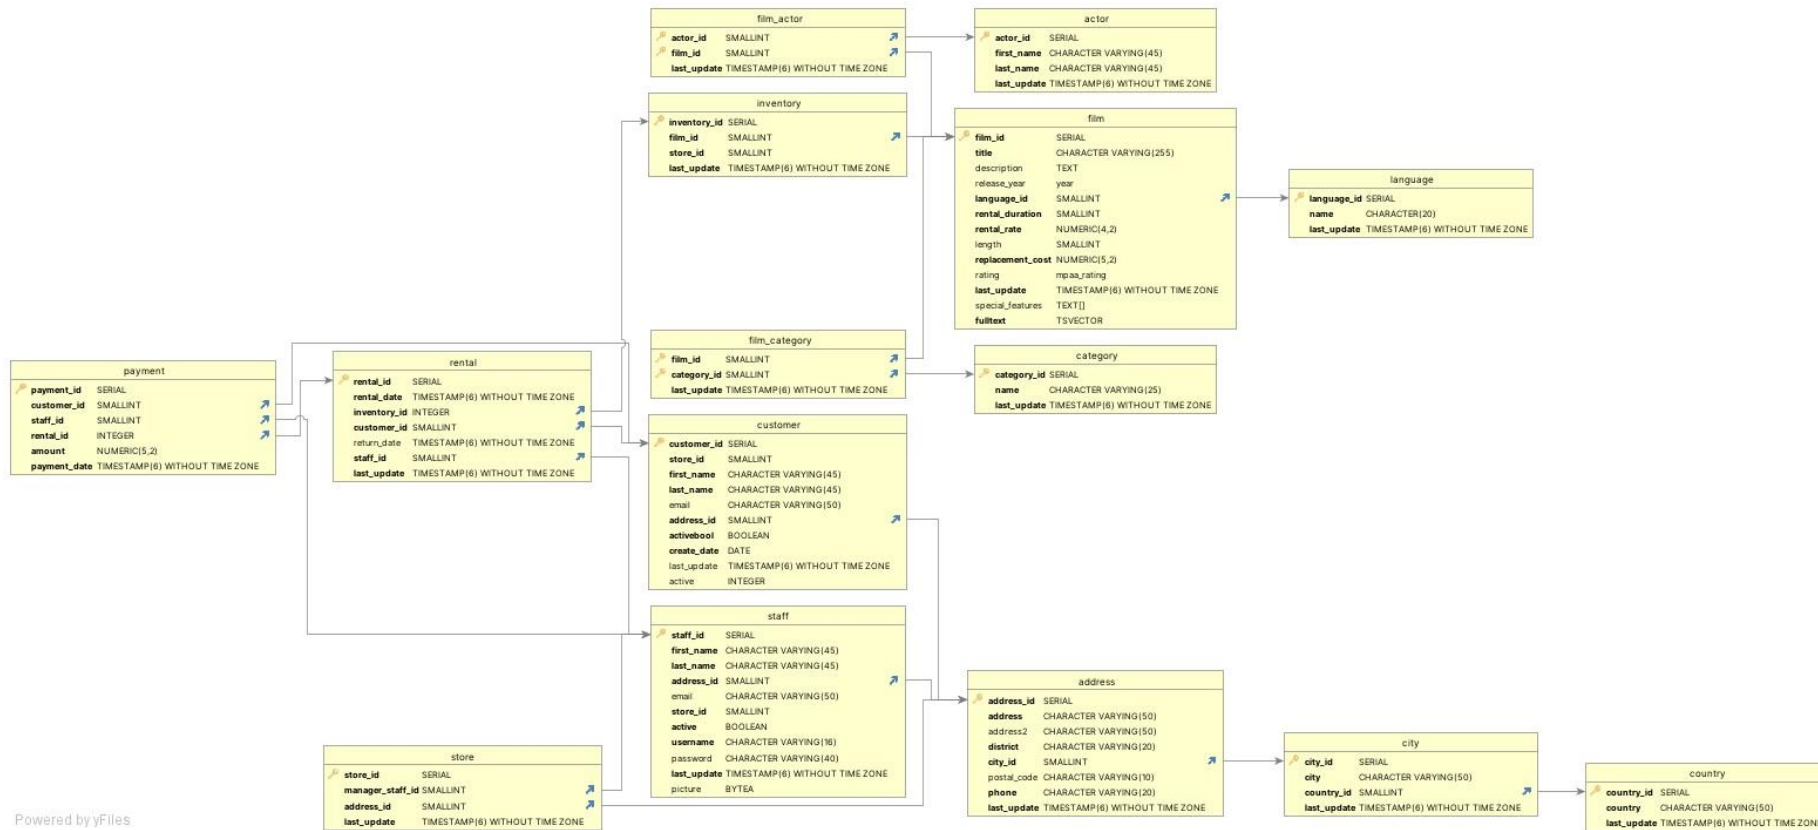 film_actor
actor_id SMALLINT
film_id SMALLINT
last_update TIMESTAMP(6) WITHOUT TIME ZONE
actor
actor_id SERIAL
first_name CHARACTER VARYING(45)
last_name CHARACTER VARYING(45)
last_update TIMESTAMP(6) WITHOUT TIME ZONE
inventory
inventory_id SERIAL
film_id SMALLINT
store_id SMALLINT
last_update TIMESTAMP(6) WITHOUT TIME ZONE
film
film_id SERIAL
title CHARACTER VARYING(255)
description TEXT
release_year year
language_id SMALLINT
rental_duration SMALLINT
rental_rate NUMERIC(4,2)
length SMALLINT
replacement_cost NUMERIC(5,2)
rating mpaa_rating
last_update TIMESTAMP(6) WITHOUT TIME ZONE
special_features TEXT[]
fulltext TSVECTOR
language
language_id SERIAL
name CHARACTER(20)
last_update TIMESTAMP(6) WITHOUT TIME ZONE
film_category
film_id SMALLINT
category_id SMALLINT
last_update TIMESTAMP(6) WITHOUT TIME ZONE
category
category_id SERIAL
name CHARACTER VARYING(25)
last_update TIMESTAMP(6) WITHOUT TIME ZONE
payment
payment_id SERIAL
customer_id SMALLINT
staff_id SMALLINT
rental_id INTEGER
amount NUMERIC(5,2)
payment_date TIMESTAMP(6) WITHOUT TIME ZONE
rental
rental_id SERIAL
rental_date TIMESTAMP(6) WITHOUT TIME ZONE
inventory_id INTEGER
customer_id SMALLINT
return_date TIMESTAMP(6) WITHOUT TIME ZONE
staff_id SMALLINT
last_update TIMESTAMP(6) WITHOUT TIME ZONE
customer
customer_id SERIAL
store_id SMALLINT
first_name CHARACTER VARYING(45)
last_name CHARACTER VARYING(45)
email CHARACTER VARYING(50)
address_id SMALLINT
activebool BOOLEAN
create_date DATE
last_update TIMESTAMP(6) WITHOUT TIME ZONE
active INTEGER
staff
staff_id SERIAL
first_name CHARACTER VARYING(45)
last_name CHARACTER VARYING(45)
address_id SMALLINT
email CHARACTER VARYING(50)
store_id SMALLINT
active BOOLEAN
username CHARACTER VARYING(16)
password CHARACTER VARYING(40)
last_update TIMESTAMP(6) WITHOUT TIME ZONE
picture BYTEA
address
address_id SERIAL
address CHARACTER VARYING(50)
address2 CHARACTER VARYING(50)
district CHARACTER VARYING(20)
city_id SMALLINT
postal_code CHARACTER VARYING(10)
phone CHARACTER VARYING(20)
last_update TIMESTAMP(6) WITHOUT TIME ZONE
store
store_id SERIAL
manager_staff_id SMALLINT
address_id SMALLINT
last_update TIMESTAMP(6) WITHOUT TIME ZONE
city
city_id SERIAL
city CHARACTER VARYING(50)
country_id SMALLINT
last_update TIMESTAMP(6) WITHOUT TIME ZONE
country
country_id SERIAL
country CHARACTER VARYING(50)
last_update TIMESTAMP(6) WITHOUT TIME ZON
Powered by yFiles